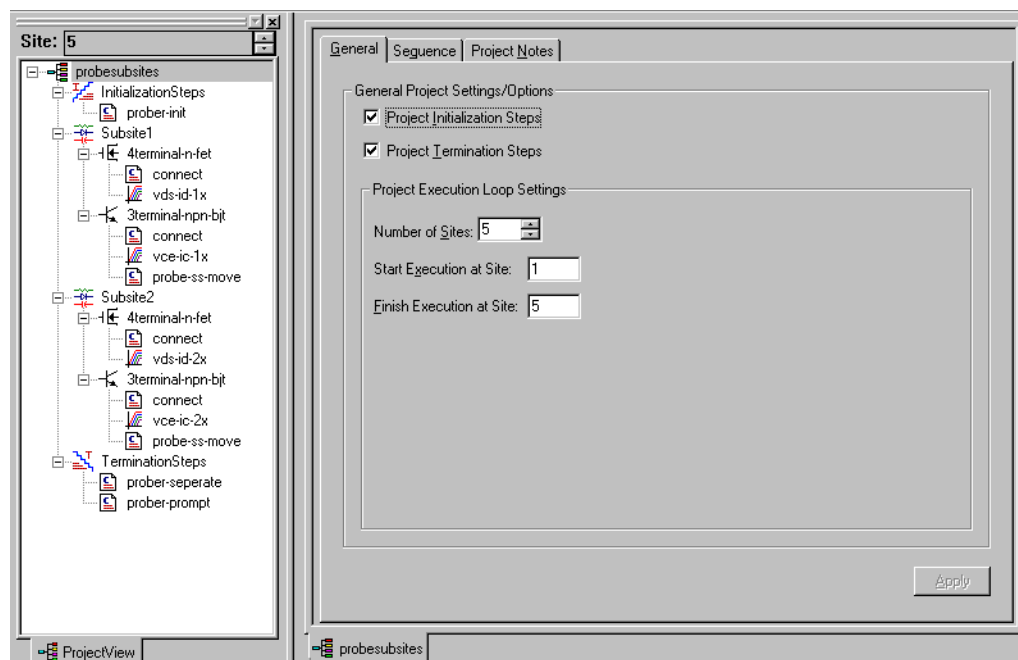 Site: 5
probesubsites
InitializationSteps
prober-init
Subsite1
4terminal-n-fet
connect
vds-id-1x
3terminal-npn-bjt
connect
vce-ic-1x
probe-ss-move
Subsite2
4terminal-n-fet
connect
vds-id-2x
3terminal-npn-bjt
connect
vce-ic-2x
probe-ss-move
TerminationSteps
prober-seperate
prober-prompt
ProjectView
General Sequence Project Notes
General Project Settings/Options
Project Initialization Steps
Project Termination Steps
Project Execution Loop Settings
Number of Sites: 5
Start Execution at Site: 1
Finish Execution at Site: 5
Apply
probesubsites